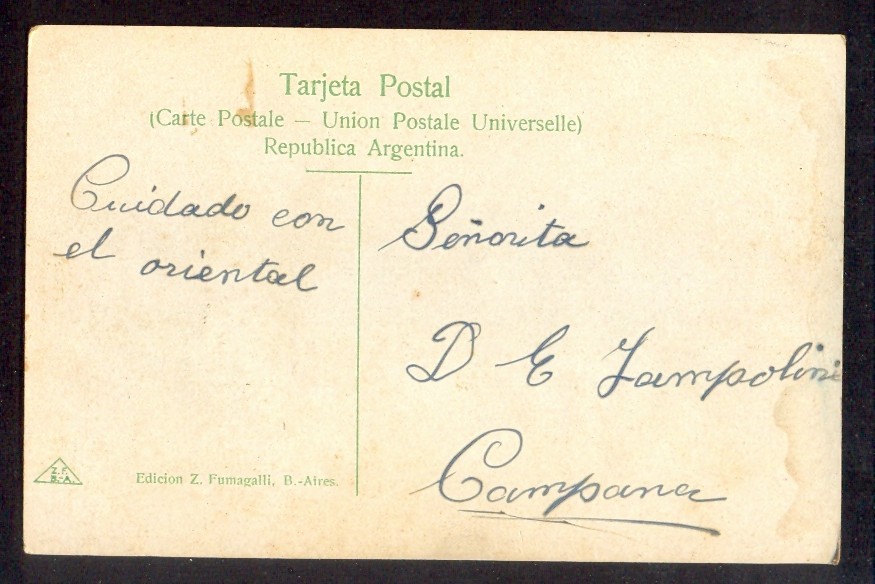 Tarjeta Postal
(Carte Postale — Union Postale Universelle)
Republica Argentina.
Cuidado con
el oriental
Señorita
D E Zampolini
Campana
Z.F.
B.-A.
Edicion Z. Fumagalli, B.-Aires.